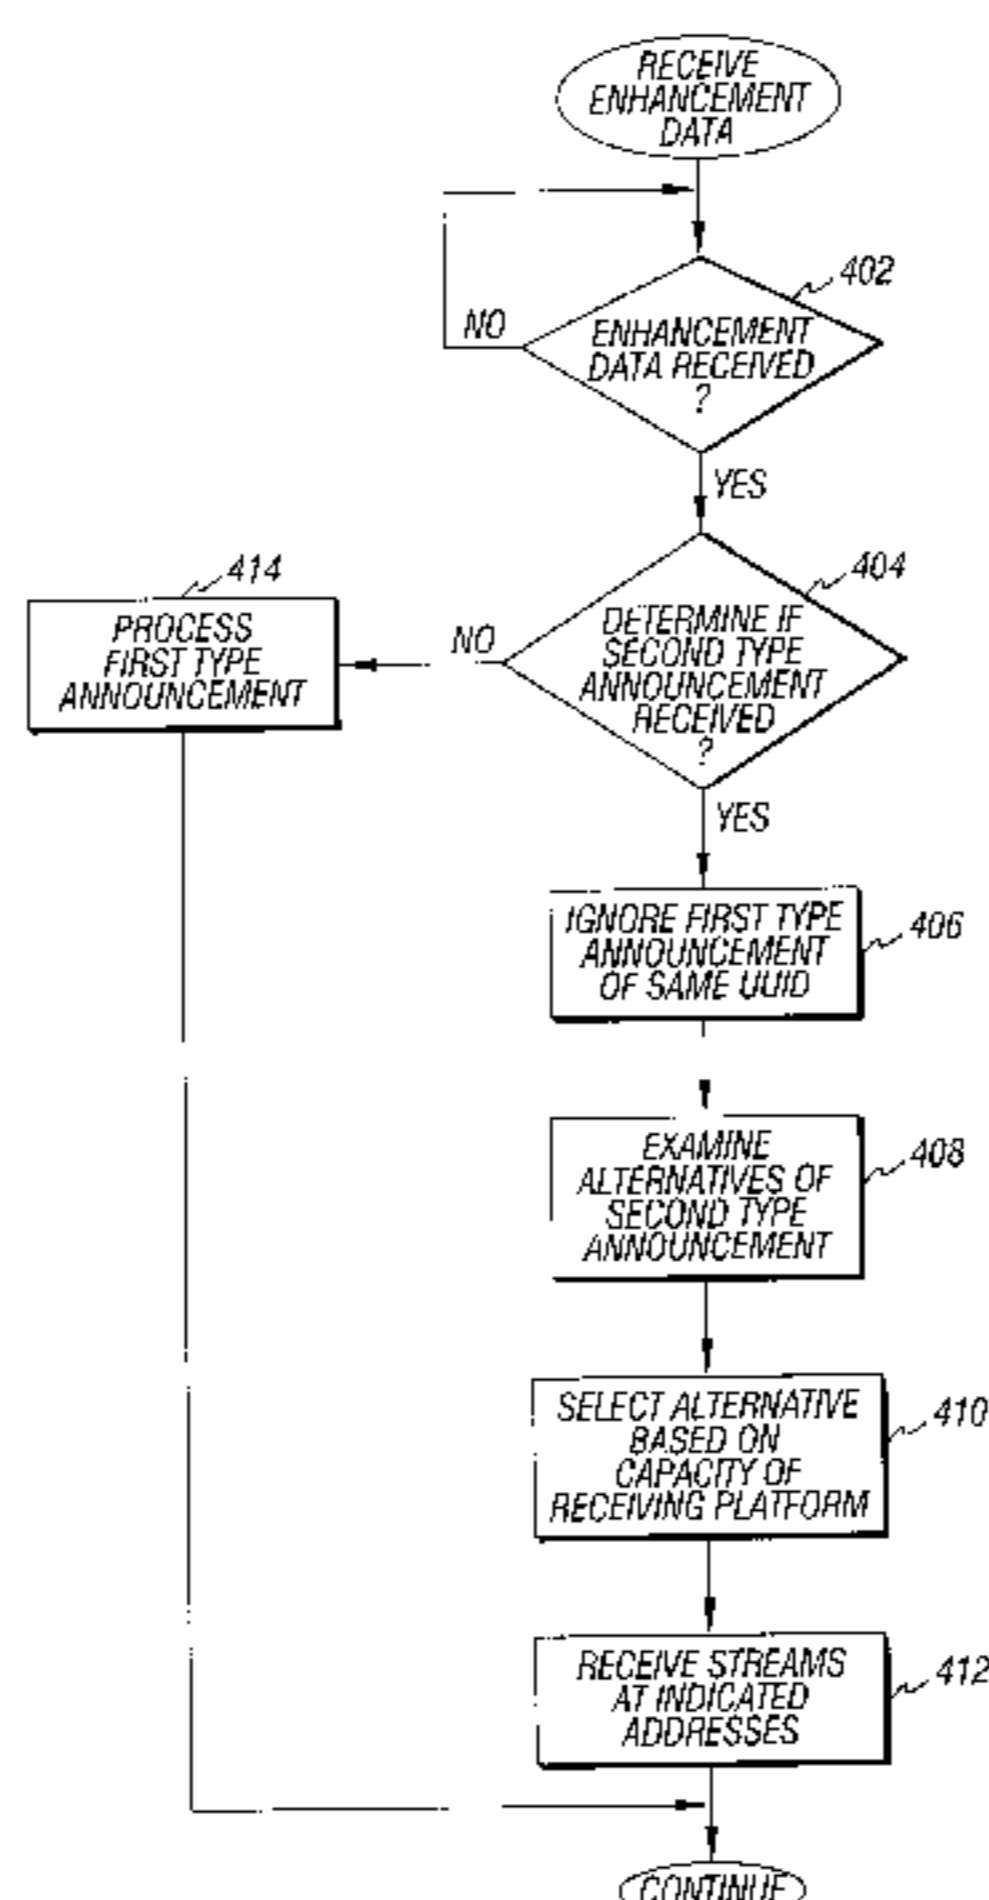 RECEIVE
ENHANCEMENT
DATA
402
NO
ENHANCEMENT
DATA RECEIVED
?
YES
414
404
PROCESS
FIRST TYPE
ANNOUNCEMENT
NO
DETERMINE IF
SECOND TYPE
ANNOUNCEMENT
RECEIVED
?
YES
IGNORE FIRST TYPE
ANNOUNCEMENT
OF SAME UUID
406
EXAMINE
ALTERNATIVES OF
SECOND TYPE
ANNOUNCEMENT
408
SELECT ALTERNATIVE
BASED ON
CAPACITY OF
RECEIVING PLATFORM
410
RECEIVE STREAMS
AT INDICATED
ADDRESSES
412
CONTINUE